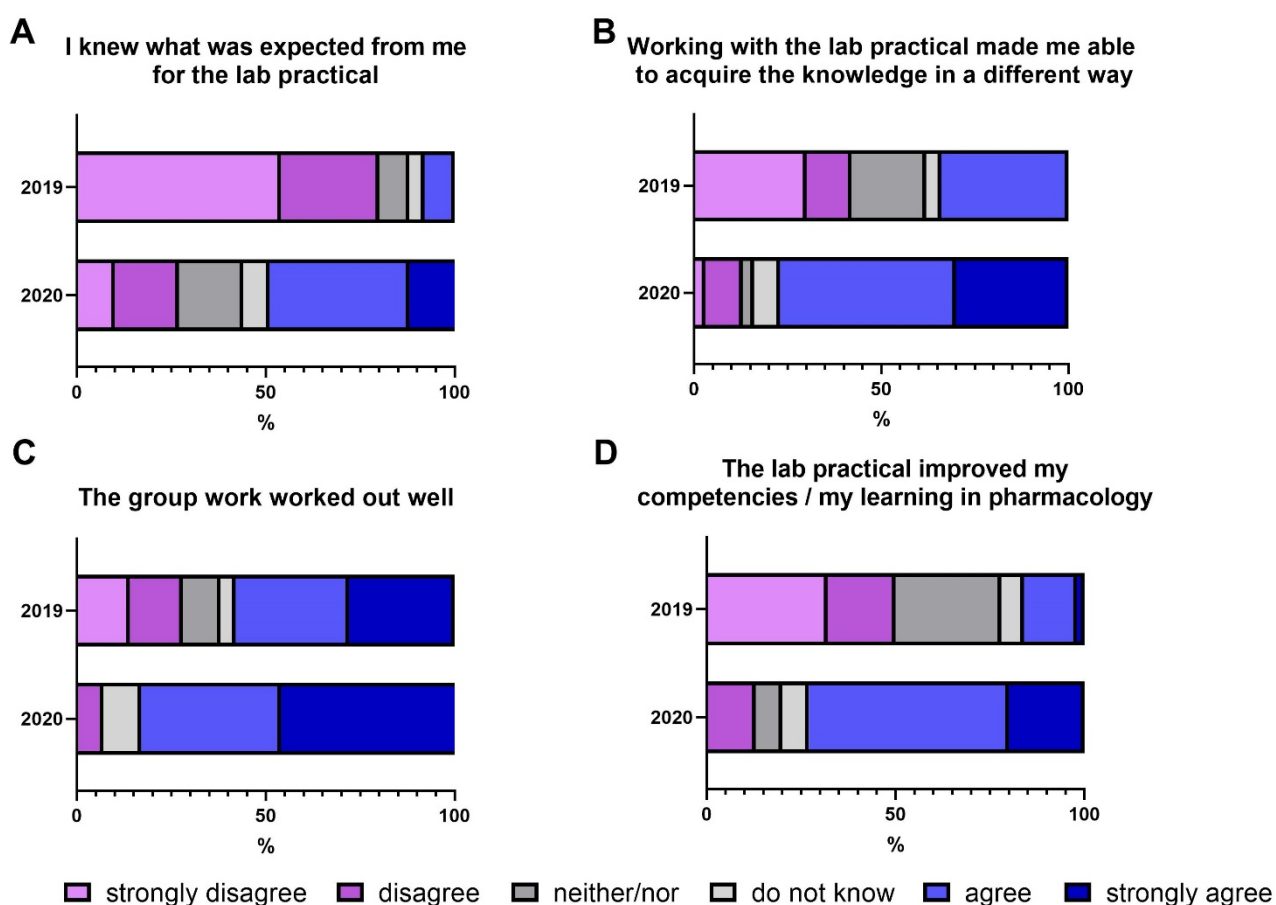 A
I knew what was expected from me
for the lab practical
2019
2020
0
50
100
%
B
Working with the lab practical made me able
to acquire the knowledge in a different way
2019
2020
0
50
100
%
C
The group work worked out well
2019
2020
0
50
100
%
D
The lab practical improved my
competencies / my learning in pharmacology
2019
2020
0
50
100
%
strongly disagree
disagree
neither/nor
do not know
agree
strongly agree